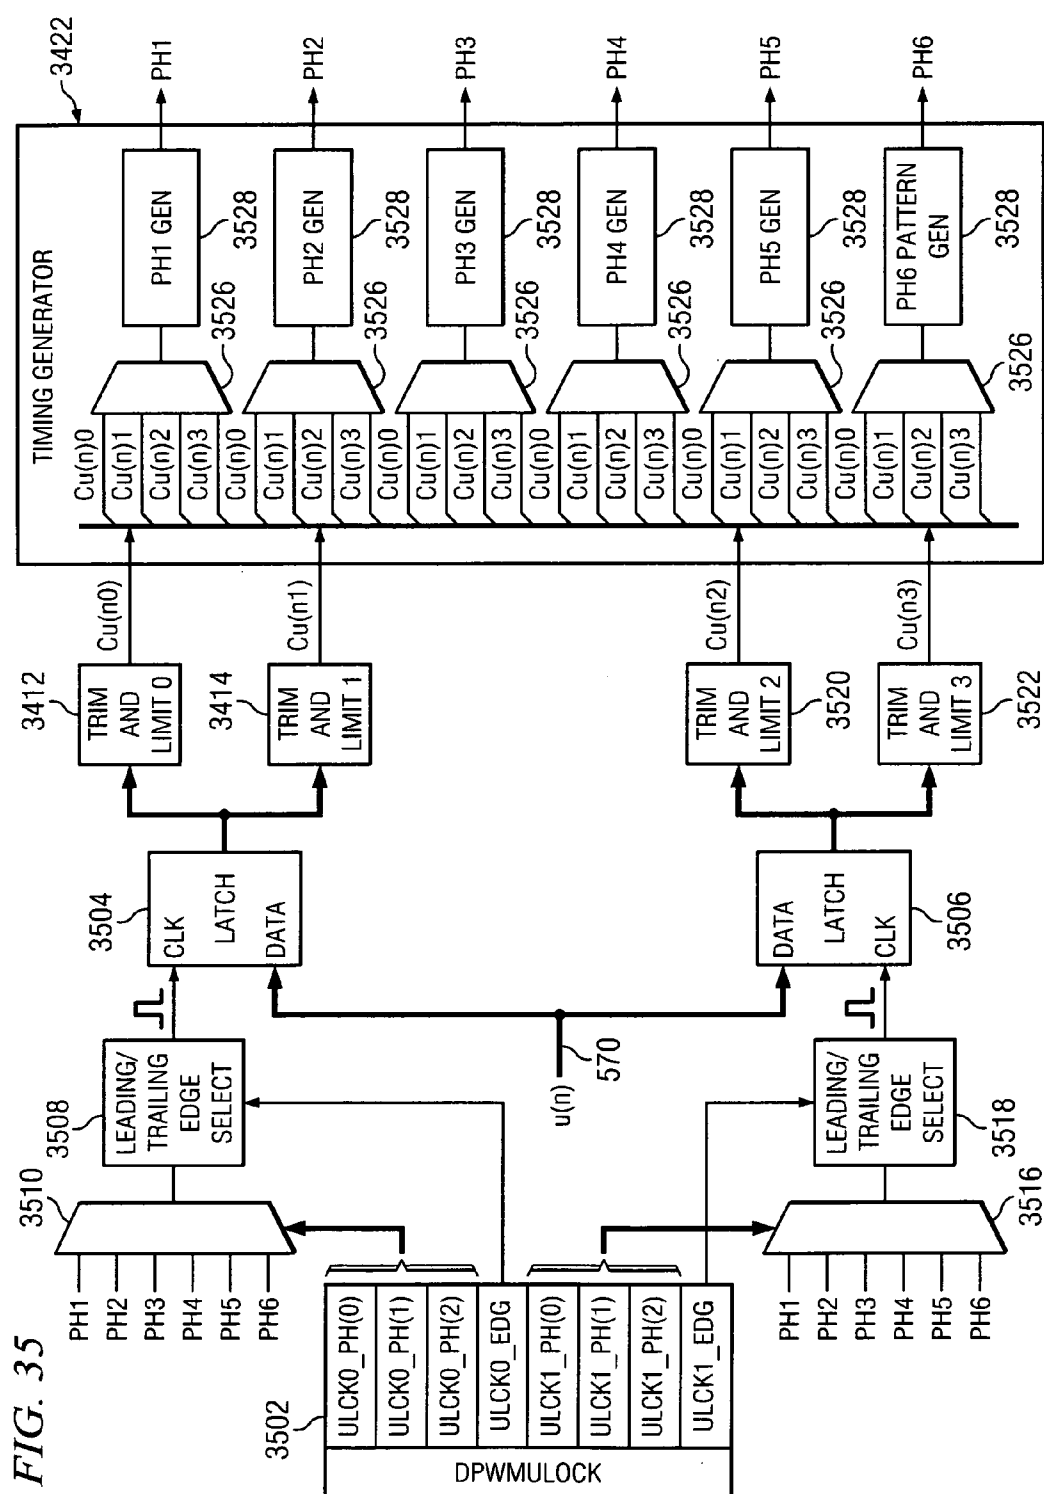 FIG. 35
3502
DPWMULOCK
ULCK0_PH(0)
ULCK0_PH(1)
ULCK0_PH(2)
ULCK0_EDG
ULCK1_PH(0)
ULCK1_PH(1)
ULCK1_PH(2)
ULCK1_EDG
PH1
PH2
PH3
PH4
PH5
PH6
3510
3508
LEADING/
TRAILING
EDGE
SELECT
PH1
PH2
PH3
PH4
PH5
PH6
3516
LEADING/
TRAILING
EDGE
SELECT
3518
u(n)
570
3504
CLK
LATCH
DATA
DATA
LATCH
CLK
3506
3412
TRIM
AND
LIMIT 0
3414
TRIM
AND
LIMIT 1
TRIM
AND
LIMIT 2
3520
TRIM
AND
LIMIT 3
3522
Cu(n0)
Cu(n1)
Cu(n2)
Cu(n3)
TIMING GENERATOR
3422
Cu(n)0
Cu(n)1
Cu(n)2
Cu(n)3
Cu(n)0
Cu(n)1
Cu(n)2
Cu(n)3
Cu(n)0
Cu(n)1
Cu(n)2
Cu(n)3
Cu(n)0
Cu(n)1
Cu(n)2
Cu(n)3
Cu(n)0
Cu(n)1
Cu(n)2
Cu(n)3
Cu(n)0
Cu(n)1
Cu(n)2
Cu(n)3
3526
3526
3526
3526
3526
3526
PH1 GEN
3528
PH2 GEN
3528
PH3 GEN
3528
PH4 GEN
3528
PH5 GEN
3528
PH6 PATTERN
GEN
3528
PH1
PH2
PH3
PH4
PH5
PH6